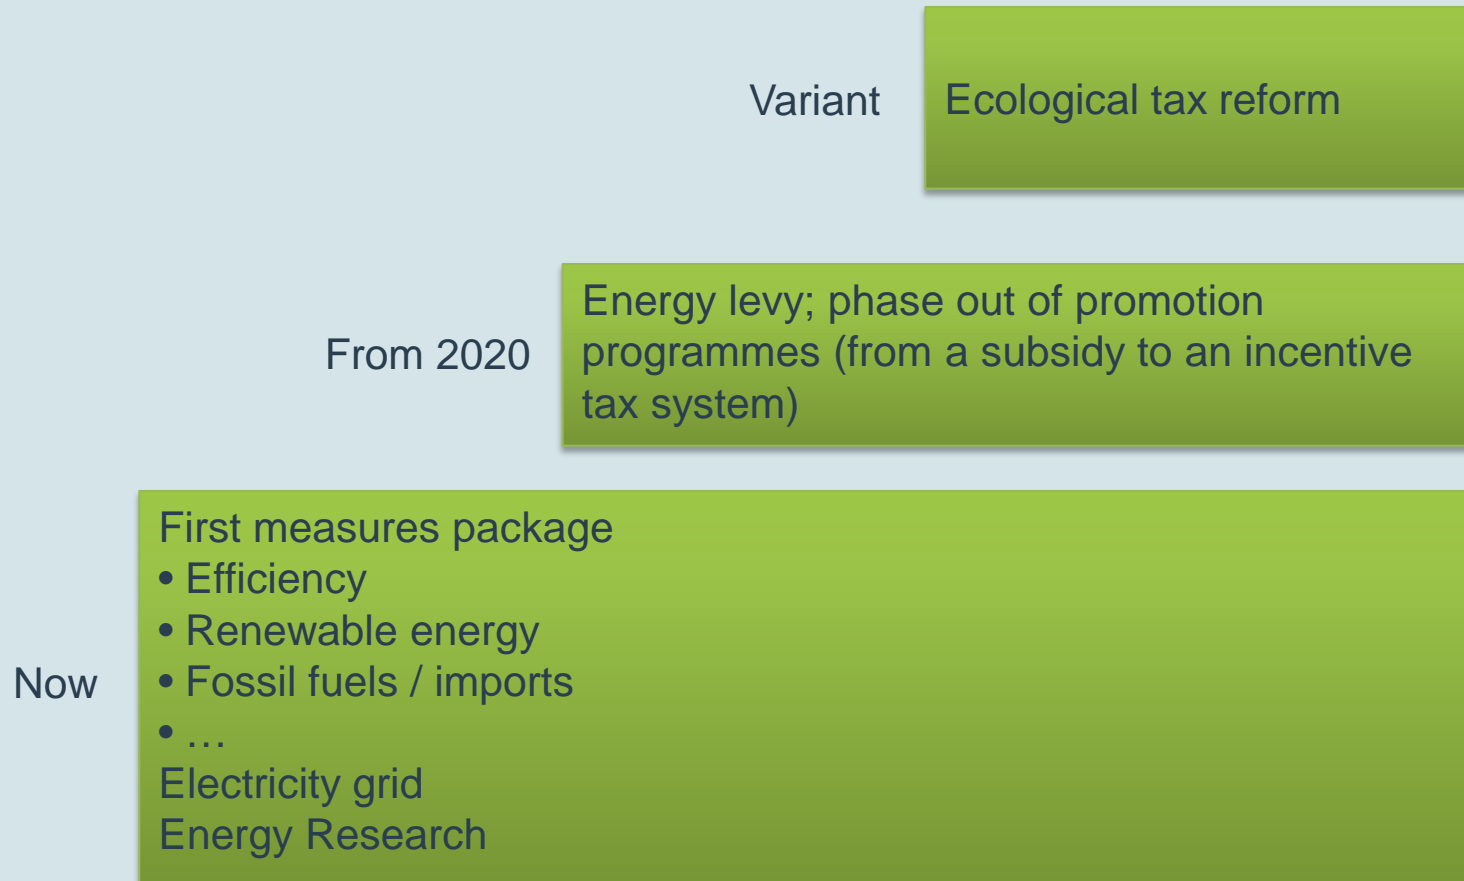 Variant
Ecological tax reform
From 2020
Energy levy; phase out of promotion
programmes (from a subsidy to an incentive
tax system)
Now
First measures package
• Efficiency
• Renewable energy
• Fossil fuels / imports
• …
Electricity grid
Energy Research